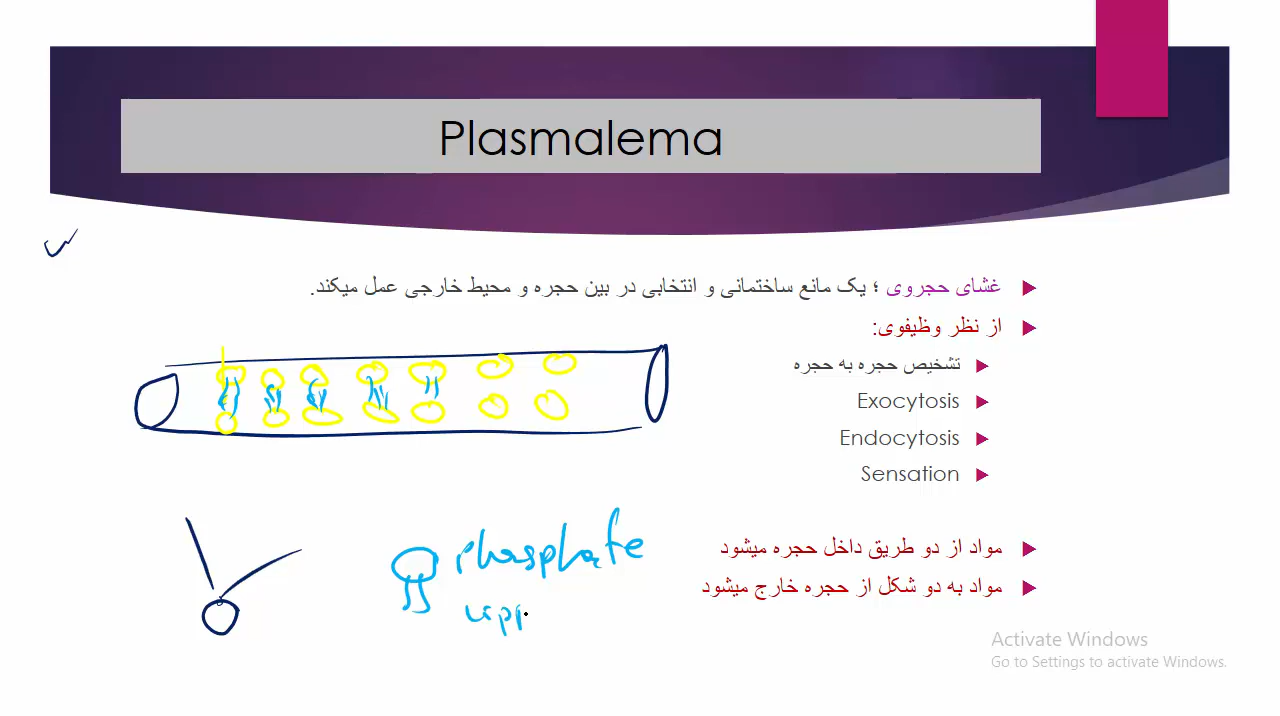 Plasmalema
غشای حجروی ؛ یک مانع ساختمانی و انتخابی در بین حجره و محیط خارجی عمل میکند.
از نظر وظیفوی:
تشخیص حجره به حجره
Exocytosis
Endocytosis
Sensation
phosphate
مواد از دو طریق داخل حجره میشود
مواد به دو شکل از حجره خارج میشود
Activate Windows
Go to Settings to activate Windows.